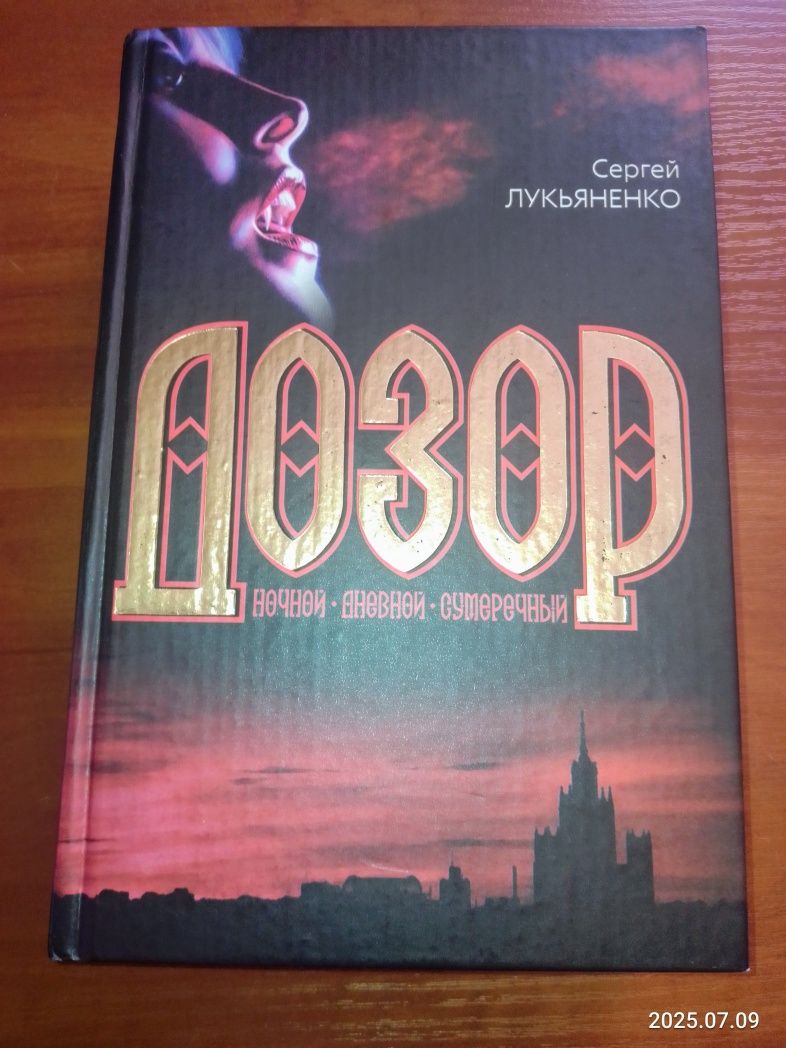 Сергей
ЛУКЬЯНЕНКО
ДОЗОР
НОЧНОЙ · ДНЕВНОЙ · СУМЕРЕЧНЫЙ
2025.07.09